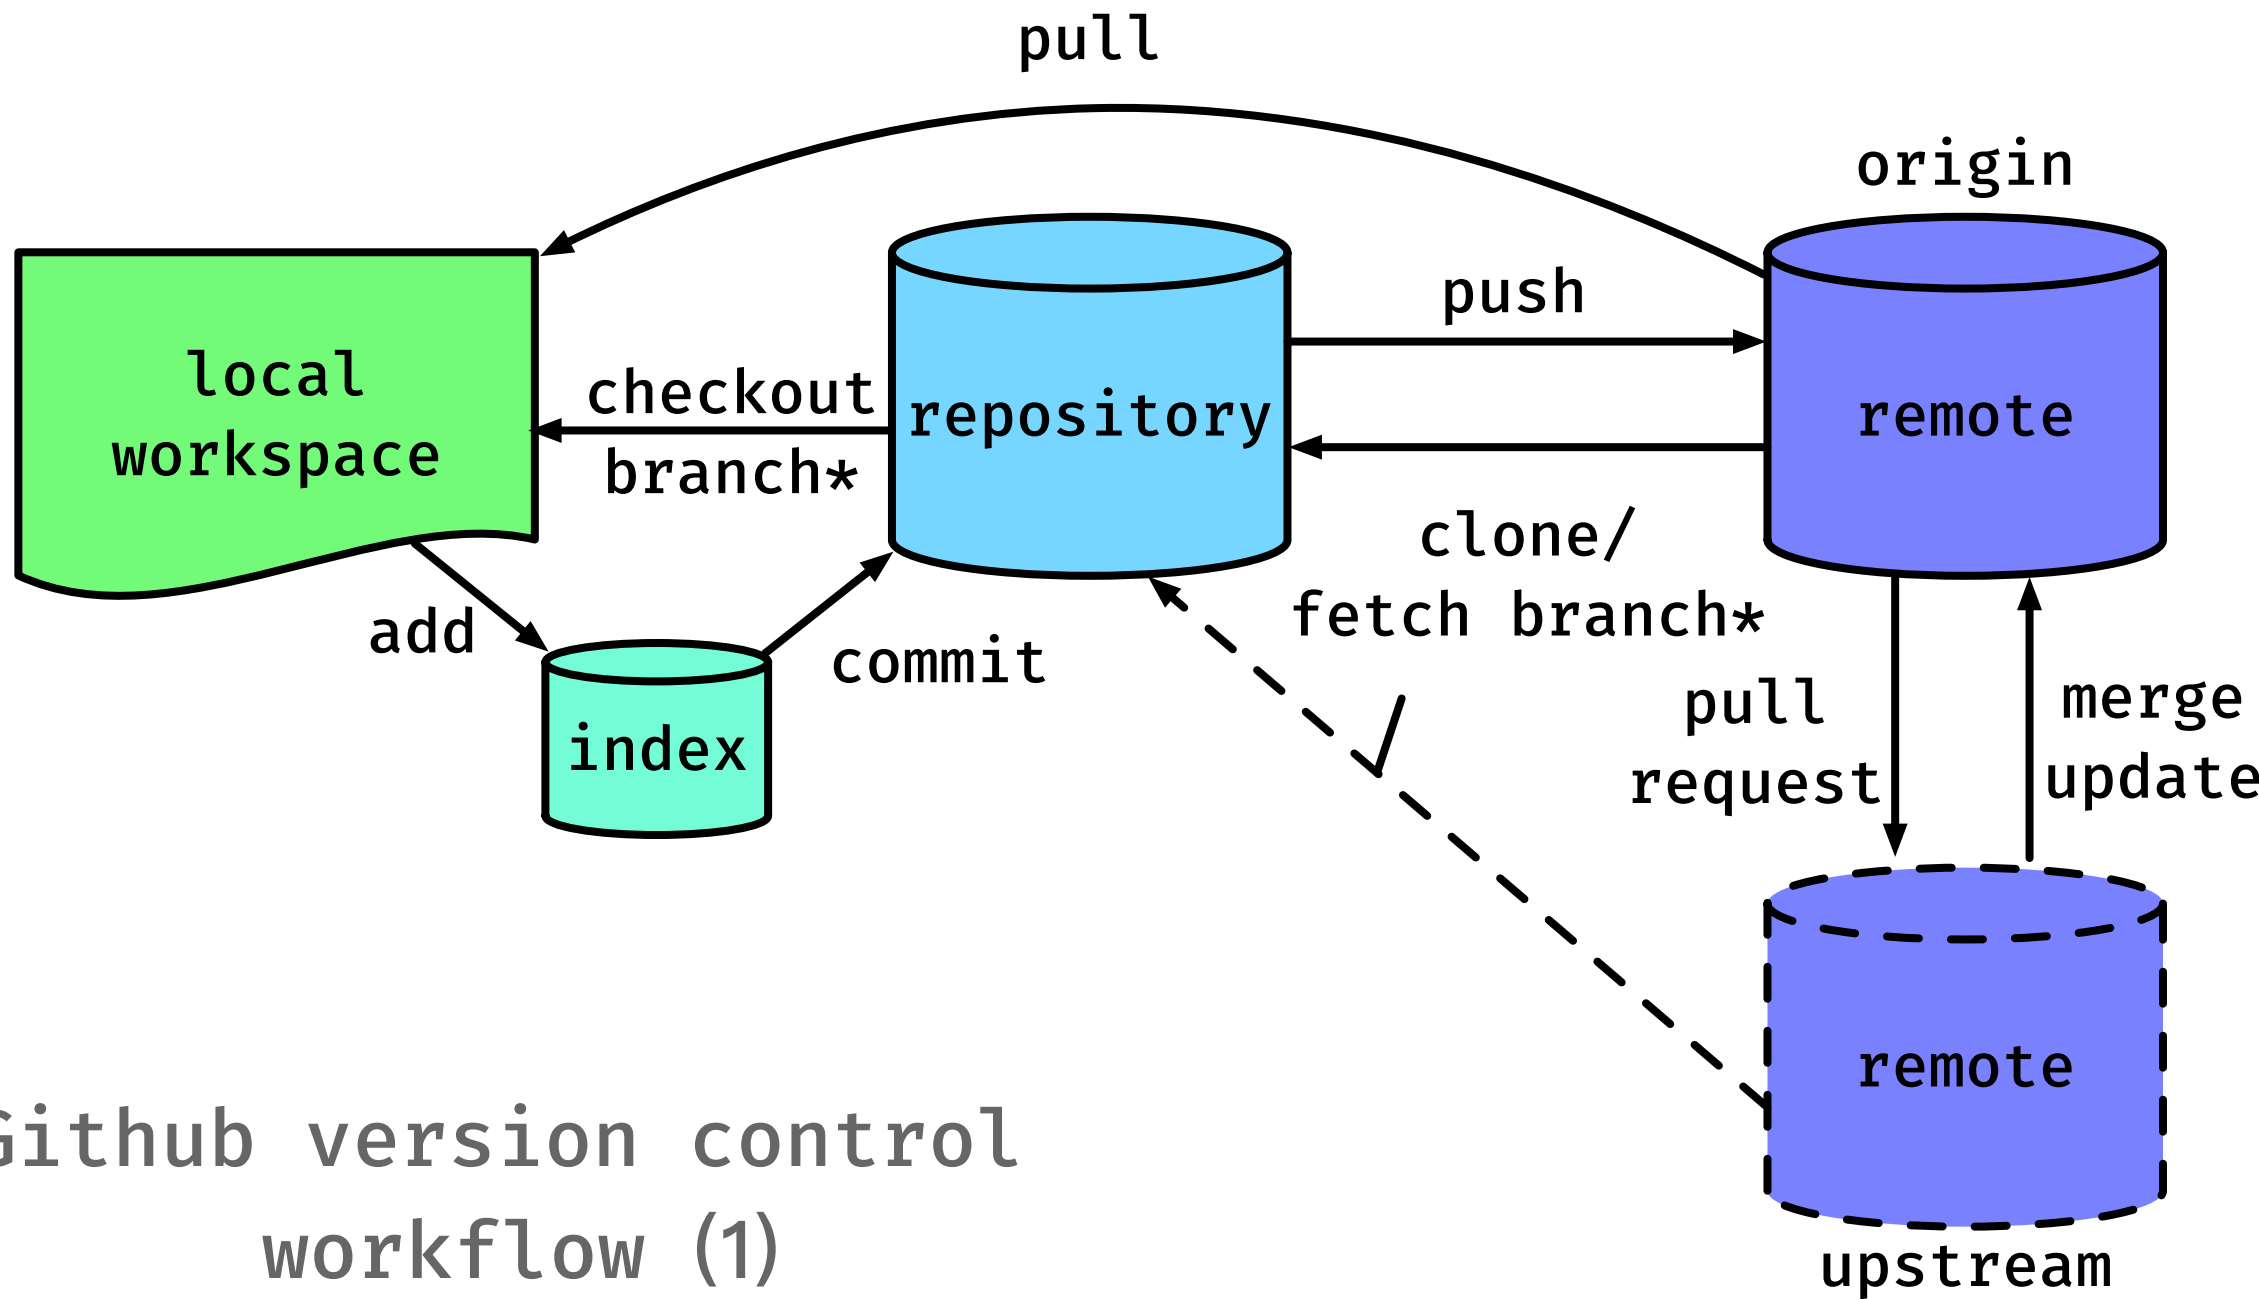 pull
origin
push
local
workspace
checkout
branch*
repository
remote
clone/
fetch branch*
add
commit
index
pull
request
merge
update
remote
upstream
Github version control
workflow (1)